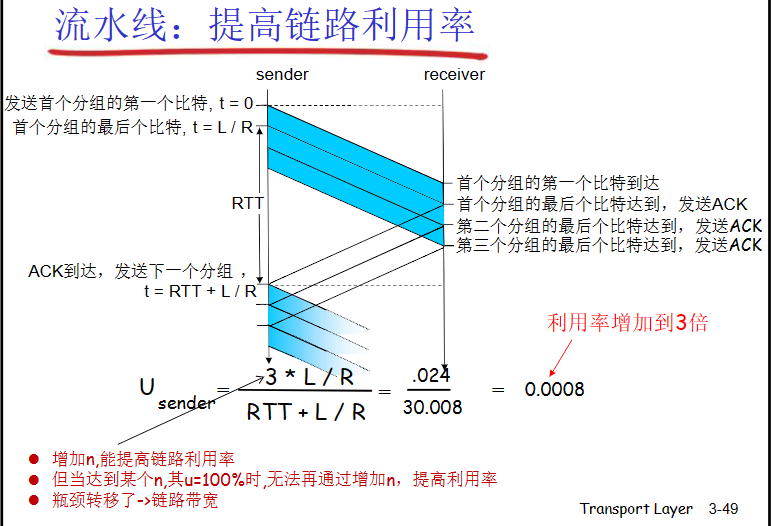 流水线：提高链路利用率
sender
receiver
发送首个分组的第一个比特, t = 0
首个分组的最后个比特, t = L / R
RTT
首个分组的第一个比特到达
首个分组的最后个比特达到，发送ACK
第二个分组的最后个比特达到，发送ACK
第三个分组的最后个比特达到，发送ACK
ACK到达，发送下一个分组 ，
t = RTT + L / R
利用率增加到3倍
U sender = 3 * L / R / RTT + L / R = .024 / 30.008 = 0.0008
增加n,能提高链路利用率
但当达到某个n,其u=100%时,无法再通过增加n，提高利用率
瓶颈转移了->链路带宽
Transport Layer 3-49